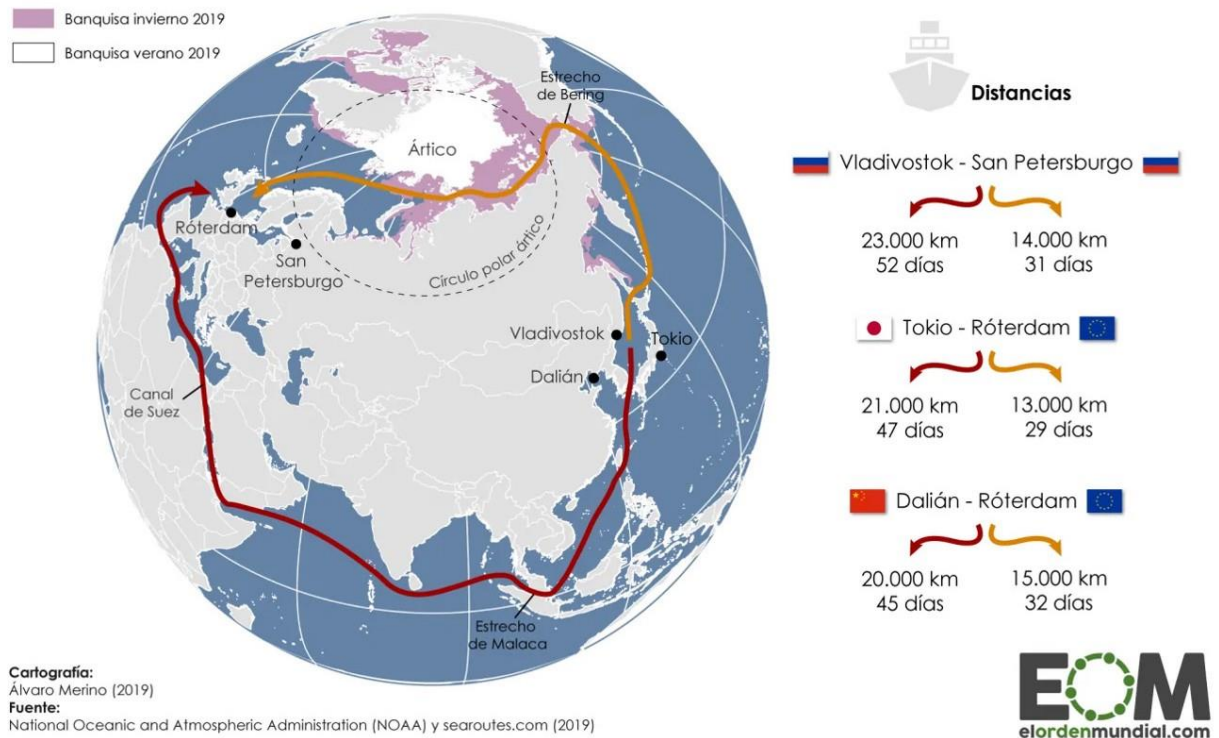 Banquisa invierno 2019
Banquisa verano 2019
Estrecho
de Bering
Ártico
Róterdam
San
Petersburgo
Círculo polar ártico
Vladivostok
Tokio
Dalián
Canal
de Suez
Estrecho
de Malaca
Distancias
Vladivostok - San Petersburgo
23.000 km 14.000 km
52 días 31 días
Tokio - Róterdam
21.000 km 13.000 km
47 días 29 días
Dalián - Róterdam
20.000 km 15.000 km
45 días 32 días
Cartografía:
Álvaro Merino (2019)
Fuente:
National Oceanic and Atmospheric Administration (NOAA) y searoutes.com (2019)
EOM
elordenmundial.com